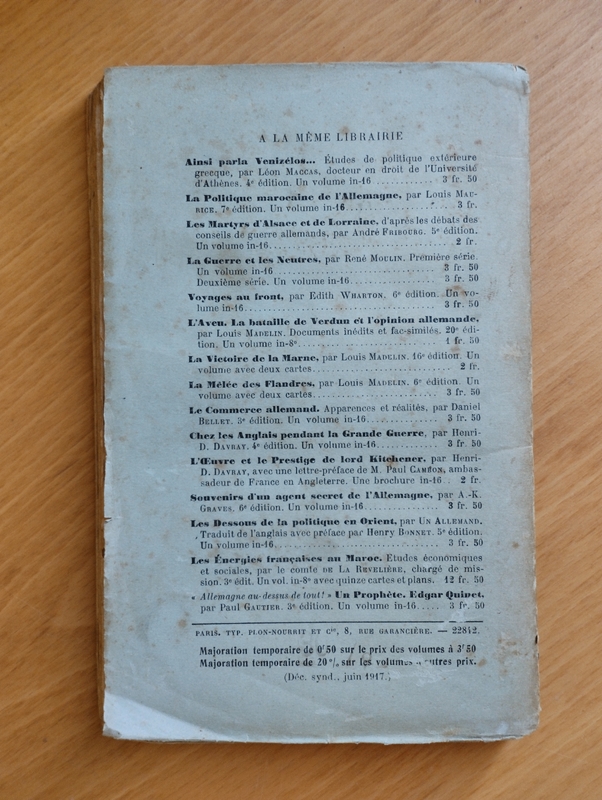 A LA MÊME LIBRAIRIE
Ainsi parla Venizélos... Études de politique extérieure
grecque, par Léon MACCAS, docteur en droit de l'Université
d'Athènes. 4e édition. Un volume in-16 ............ 3 fr. 50
La Politique marocaine de l'Allemagne, par Louis MAU-
RICE. 7e édition. Un volume in-16.................. 3 fr.
Les Martyrs d'Alsace et de Lorraine, d'après les débats des
conseils de guerre allemands, par André FRIBOURG. 5e édition.
Un volume in-16................................ 2 fr.
La Guerre et les Neutres, par René MOULIN. Première série.
Un volume in-16 ........................ 3 fr. 50
Deuxième série. Un volume in-16............. 3 fr. 50
Voyages au front, par Edith WHARTON. 6e édition. Un vo-
lume in-16............................. 3 fr. 50
L'Aveu. La bataille de Verdun et l'opinion allemande,
par Louis MADELIN. Documents inédits et fac-similés. 20e édi-
tion. Un volume in-8o..................... 1 fr. 50
La Victoire de la Marne, par Louis MADELIN. 16e édition. Un
volume avec deux cartes......................... 2 fr.
La Mêlée des Flandres, par Louis MADELIN. 6e édition. Un
volume avec deux cartes.................... 3 fr. 50
Le Commerce allemand. Apparences et réalités, par Daniel
BELLET. 3e édition. Un volume in-16........... 3 fr. 50
Chez les Anglais pendant la Grande Guerre, par Henri-
D. DAVRAY. 4e édition. Un volume in-16.......... 3 fr. 50
L'Œuvre et le Prestige de lord Kitchener, par Henri-
D. DAVRAY, avec une lettre-préface de M. Paul CAMBON, ambas-
sadeur de France en Angleterre. Une brochure in-16 .. 2 fr.
Souvenirs d'un agent secret de l'Allemagne, par A.-K.
GRAVES. 6e édition. Un volume in-16........... 3 fr. 50
Les Dessous de la politique en Orient, par UN ALLEMAND.
Traduit de l'anglais avec préface par Henry BONNET. 5e édition.
Un volume in-16.......................... 3 fr. 50
Les Énergies françaises au Maroc. Études économiques
et sociales, par le comte DE LA REVELIÈRE, chargé de mis-
sion. 3e édit. Un vol. in-8o avec quinze cartes et plans. 12 fr. 50
« Allemagne au-dessus de tout! » Un Prophète. Edgar Quinet,
par Paul GAUTIER. 3e édition. Un volume in-16..... 3 fr. 50
PARIS. TYP. PLON-NOURRIT ET Cie, 8, RUE GARANCIÈRE. — 22842.
Majoration temporaire de 0f50 sur le prix des volumes à 3f50
Majoration temporaire de 20 % sur les volumes autres prix.
(Déc. synd., juin 1917.)